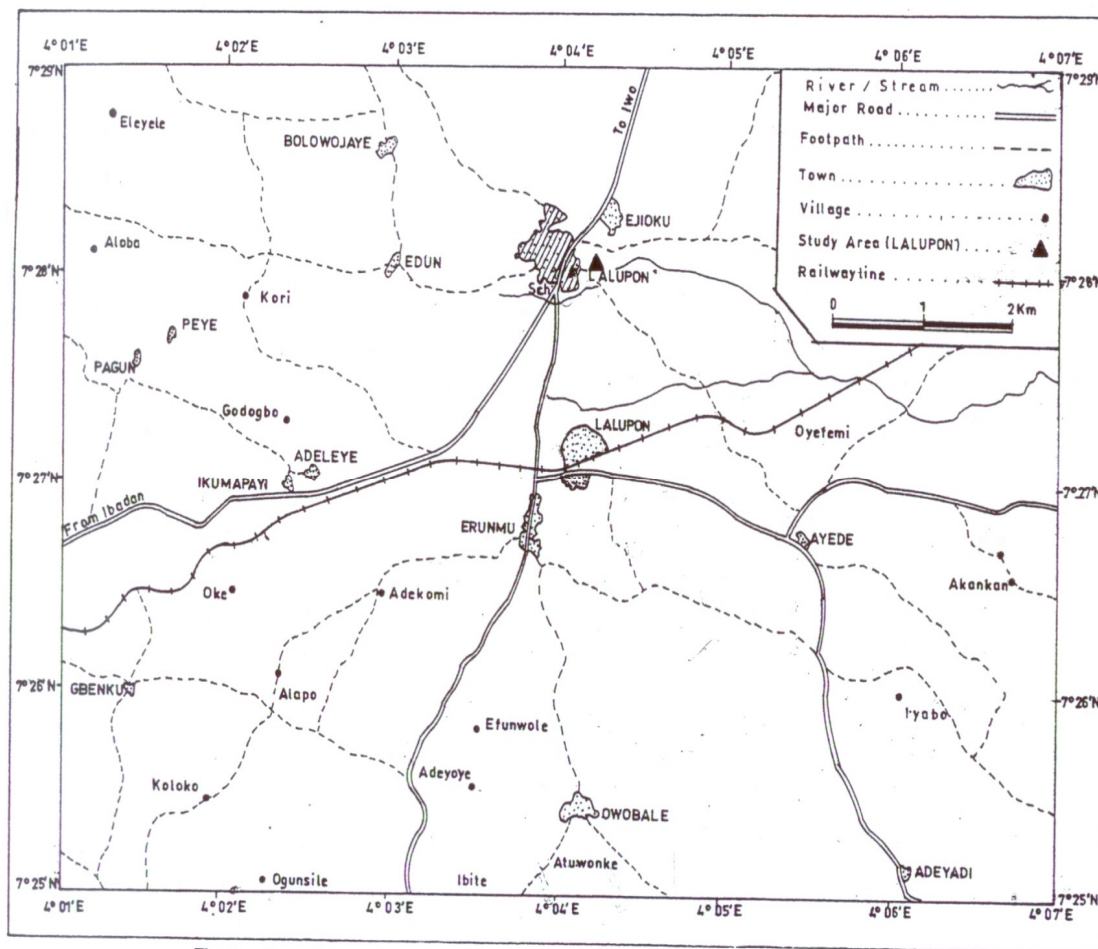 4°01'E 4°02'E 4°03'E 4°04'E 4°05'E 4°06'E 4°07'E
7°29'N
7°29'N
River / Stream
Major Road
Footpath
Town
Village
Study Area (LALUPON)
Railwaytine
0 1 2Km
To Iwo
Eleyele
BOLOWOJAYE
EJIOKU
Aloba
EDUN
LALUPON
Sch
7°28'N
7°28'N
Kori
PEYE
PAGUN
Godogbo
LALUPON
Oyetemi
ADELEYE
IKUMAPAYI
7°27'N
7°27'N
From Ibadan
ERUNMU
AYEDE
Oke
Adekomi
Akankan
7°26'N
7°26'N
GBENKU
Alapo
Iyabo
Efunwole
Adeyoye
Koloko
OWOBALE
Atuwonke
ADEYADI
Ogunsile
Ibite
7°25'N
7°25'N
4°01'E 4°02'E 4°03'E 4°04'E 4°05'E 4°06'E 4°07'E